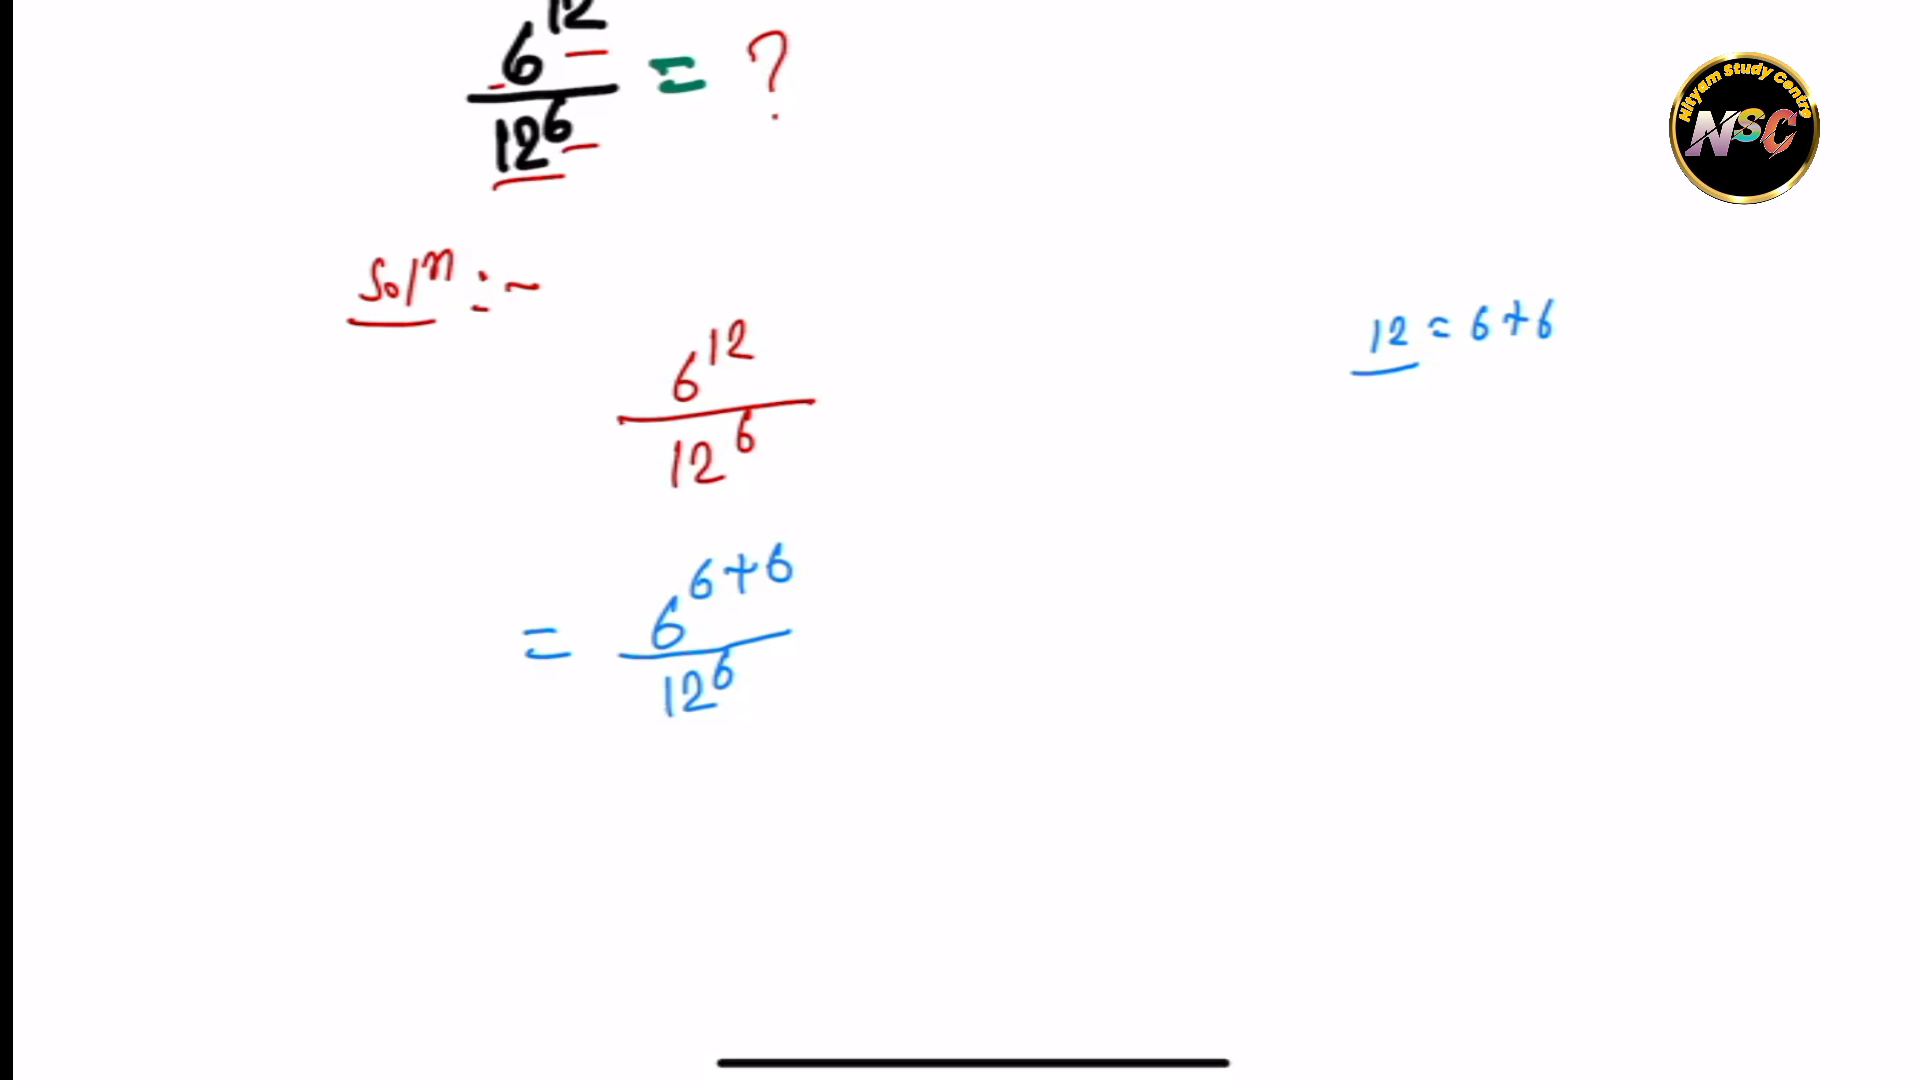 6^12 / 12^6 = ?
Nityam Study Centre
NSC
Sol^n :-
12 = 6+6
6^12 / 12^6
= 6^6+6 / 12^6